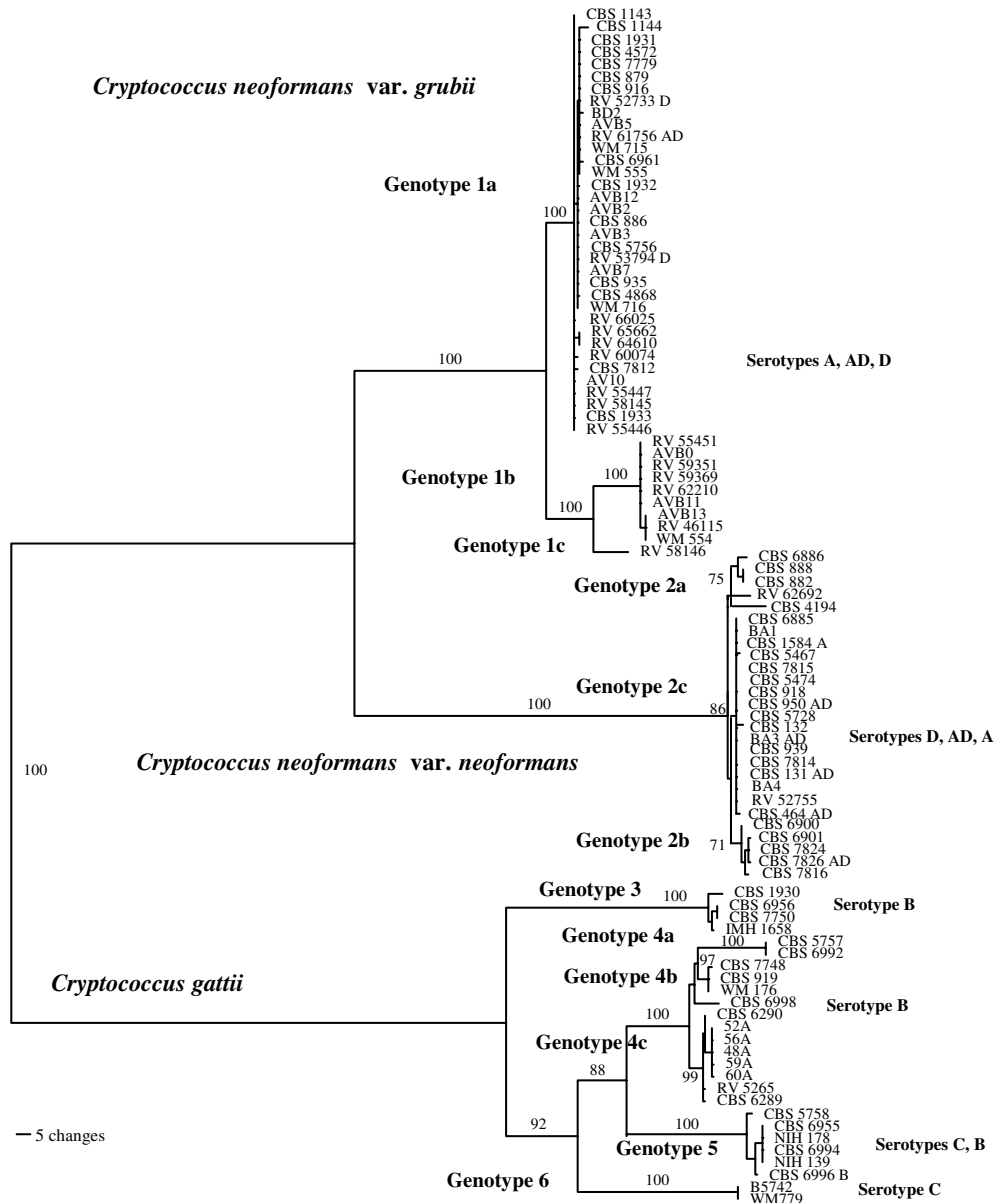 CBS 1143
CBS 1144
CBS 1931
CBS 4572
CBS 7779
CBS 879
Cryptococcus neoformans var. grubii
CBS 916
RV 52733 D
BD2
AVB5
RV 61756 AD
WM 715
CBS 6961
WM 555
Genotype 1a
CBS 1932
AVB12
AVB2
100
CBS 886
AVB3
CBS 5756
RV 53794 D
AVB7
CBS 935
CBS 4868
WM 716
RV 66025
RV 65662
RV 64610
RV 60074
100
Serotypes A, AD, D
CBS 7812
AV10
RV 55447
RV 58145
CBS 1933
RV 55446
RV 55451
AVB0
RV 59351
100
Genotype 1b
RV 59369
RV 62210
AVB11
100
AVB13
RV 46115
WM 554
Genotype 1c
RV 58146
CBS 6886
CBS 888
75
Genotype 2a
CBS 882
RV 62692
CBS 4194
CBS 6885
BA1
CBS 1584 A
CBS 5467
CBS 7815
CBS 5474
Genotype 2c
CBS 918
CBS 950 AD
100
86
CBS 5728
CBS 132
BA3 AD
Serotypes D, AD, A
CBS 939
CBS 7814
Cryptococcus neoformans var. neoformans
100
CBS 131 AD
BA4
RV 52755
CBS 464 AD
CBS 6900
CBS 6901
Genotype 2b
71
CBS 7824
CBS 7826 AD
CBS 7816
Genotype 3
100
CBS 1930
CBS 6956
Serotype B
CBS 7750
IMH 1658
Genotype 4a
100
CBS 5757
CBS 6992
97
CBS 7748
Genotype 4b
CBS 919
Cryptococcus gattii
WM 176
CBS 6998
Serotype B
CBS 6290
100
52A
Genotype 4c
56A
48A
59A
88
99
60A
RV 5265
CBS 6289
CBS 5758
92
100
CBS 6955
5 changes
NIH 178
Genotype 5
CBS 6994
Serotypes C, B
NIH 139
CBS 6996 B
Genotype 6
100
B5742
Serotype C
WM779